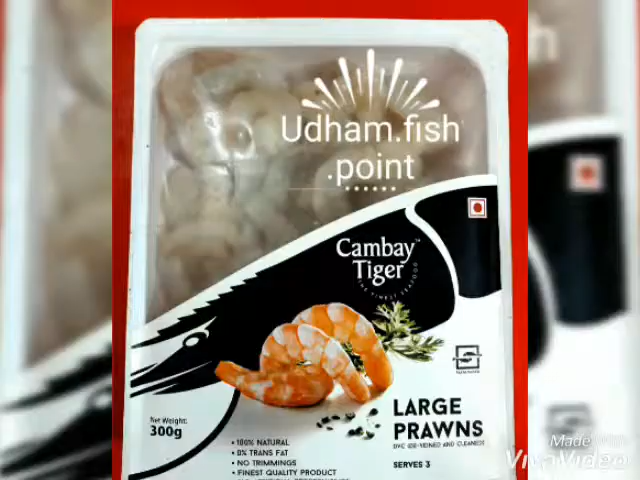 Udham.fish
.point
Cambay
Tiger
THE FINEST SEAFOOD
Net Weight:
300g
LARGE
PRAWNS
SERVES 3
• 100% NATURAL
• 0% TRANS FAT
• NO TRIMMINGS
• FINEST QUALITY PRODUCT
Made With
VivaVideo